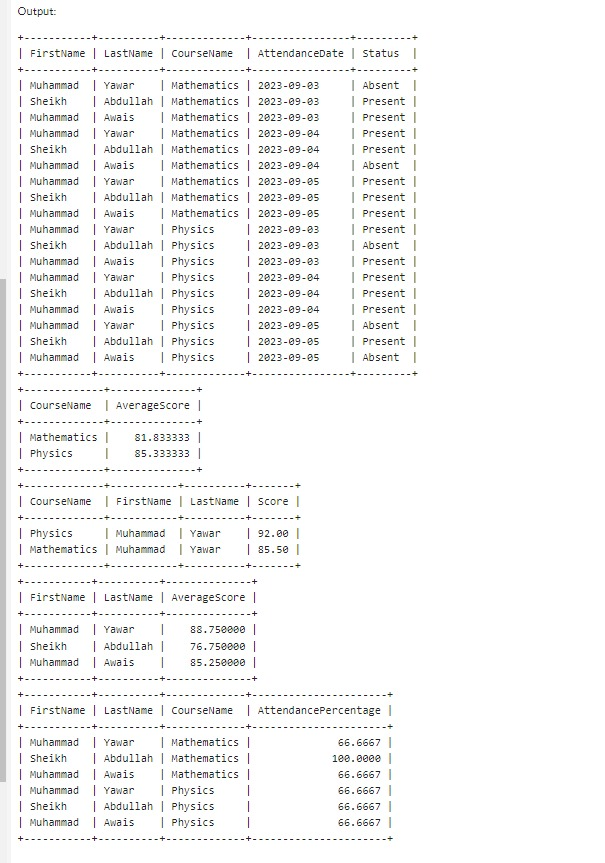 Output:
+-----------+----------+-------------+----------------+---------+
| FirstName | LastName | CourseName  | AttendanceDate | Status  |
+-----------+----------+-------------+----------------+---------+
| Muhammad  | Yawar    | Mathematics | 2023-09-03     | Absent  |
| Sheikh    | Abdullah | Mathematics | 2023-09-03     | Present |
| Muhammad  | Awais    | Mathematics | 2023-09-03     | Present |
| Muhammad  | Yawar    | Mathematics | 2023-09-04     | Present |
| Sheikh    | Abdullah | Mathematics | 2023-09-04     | Present |
| Muhammad  | Awais    | Mathematics | 2023-09-04     | Absent  |
| Muhammad  | Yawar    | Mathematics | 2023-09-05     | Present |
| Sheikh    | Abdullah | Mathematics | 2023-09-05     | Present |
| Muhammad  | Awais    | Mathematics | 2023-09-05     | Present |
| Muhammad  | Yawar    | Physics     | 2023-09-03     | Present |
| Sheikh    | Abdullah | Physics     | 2023-09-03     | Absent  |
| Muhammad  | Awais    | Physics     | 2023-09-03     | Present |
| Muhammad  | Yawar    | Physics     | 2023-09-04     | Present |
| Sheikh    | Abdullah | Physics     | 2023-09-04     | Present |
| Muhammad  | Awais    | Physics     | 2023-09-04     | Present |
| Muhammad  | Yawar    | Physics     | 2023-09-05     | Absent  |
| Sheikh    | Abdullah | Physics     | 2023-09-05     | Present |
| Muhammad  | Awais    | Physics     | 2023-09-05     | Absent  |
+-----------+----------+-------------+----------------+---------+
+-------------+--------------+
| CourseName  | AverageScore |
+-------------+--------------+
| Mathematics |    81.833333 |
| Physics     |    85.333333 |
+-------------+--------------+
+-------------+-----------+----------+-------+
| CourseName  | FirstName | LastName | Score |
+-------------+-----------+----------+-------+
| Physics     | Muhammad  | Yawar    | 92.00 |
| Mathematics | Muhammad  | Yawar    | 85.50 |
+-------------+-----------+----------+-------+
+-----------+----------+--------------+
| FirstName | LastName | AverageScore |
+-----------+----------+--------------+
| Muhammad  | Yawar    |    88.750000 |
| Sheikh    | Abdullah |    76.750000 |
| Muhammad  | Awais    |    85.250000 |
+-----------+----------+--------------+
+-----------+----------+-------------+----------------------+
| FirstName | LastName | CourseName  | AttendancePercentage |
+-----------+----------+-------------+----------------------+
| Muhammad  | Yawar    | Mathematics |              66.6667 |
| Sheikh    | Abdullah | Mathematics |             100.0000 |
| Muhammad  | Awais    | Mathematics |              66.6667 |
| Muhammad  | Yawar    | Physics     |              66.6667 |
| Sheikh    | Abdullah | Physics     |              66.6667 |
| Muhammad  | Awais    | Physics     |              66.6667 |
+-----------+----------+-------------+----------------------+